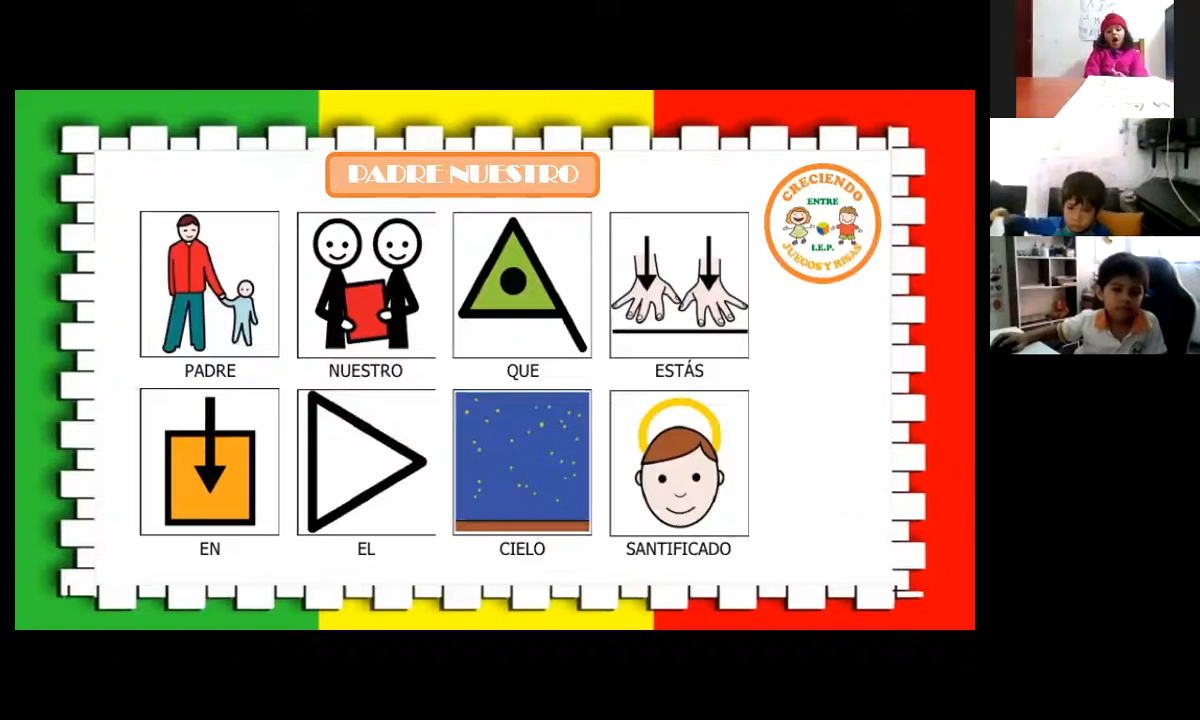 PADRE NUESTRO
CRECIENDO
ENTRE
I.E.P.
JUEGOS Y RISAS
PADRE NUESTRO QUE ESTÁS
EN EL CIELO SANTIFICADO